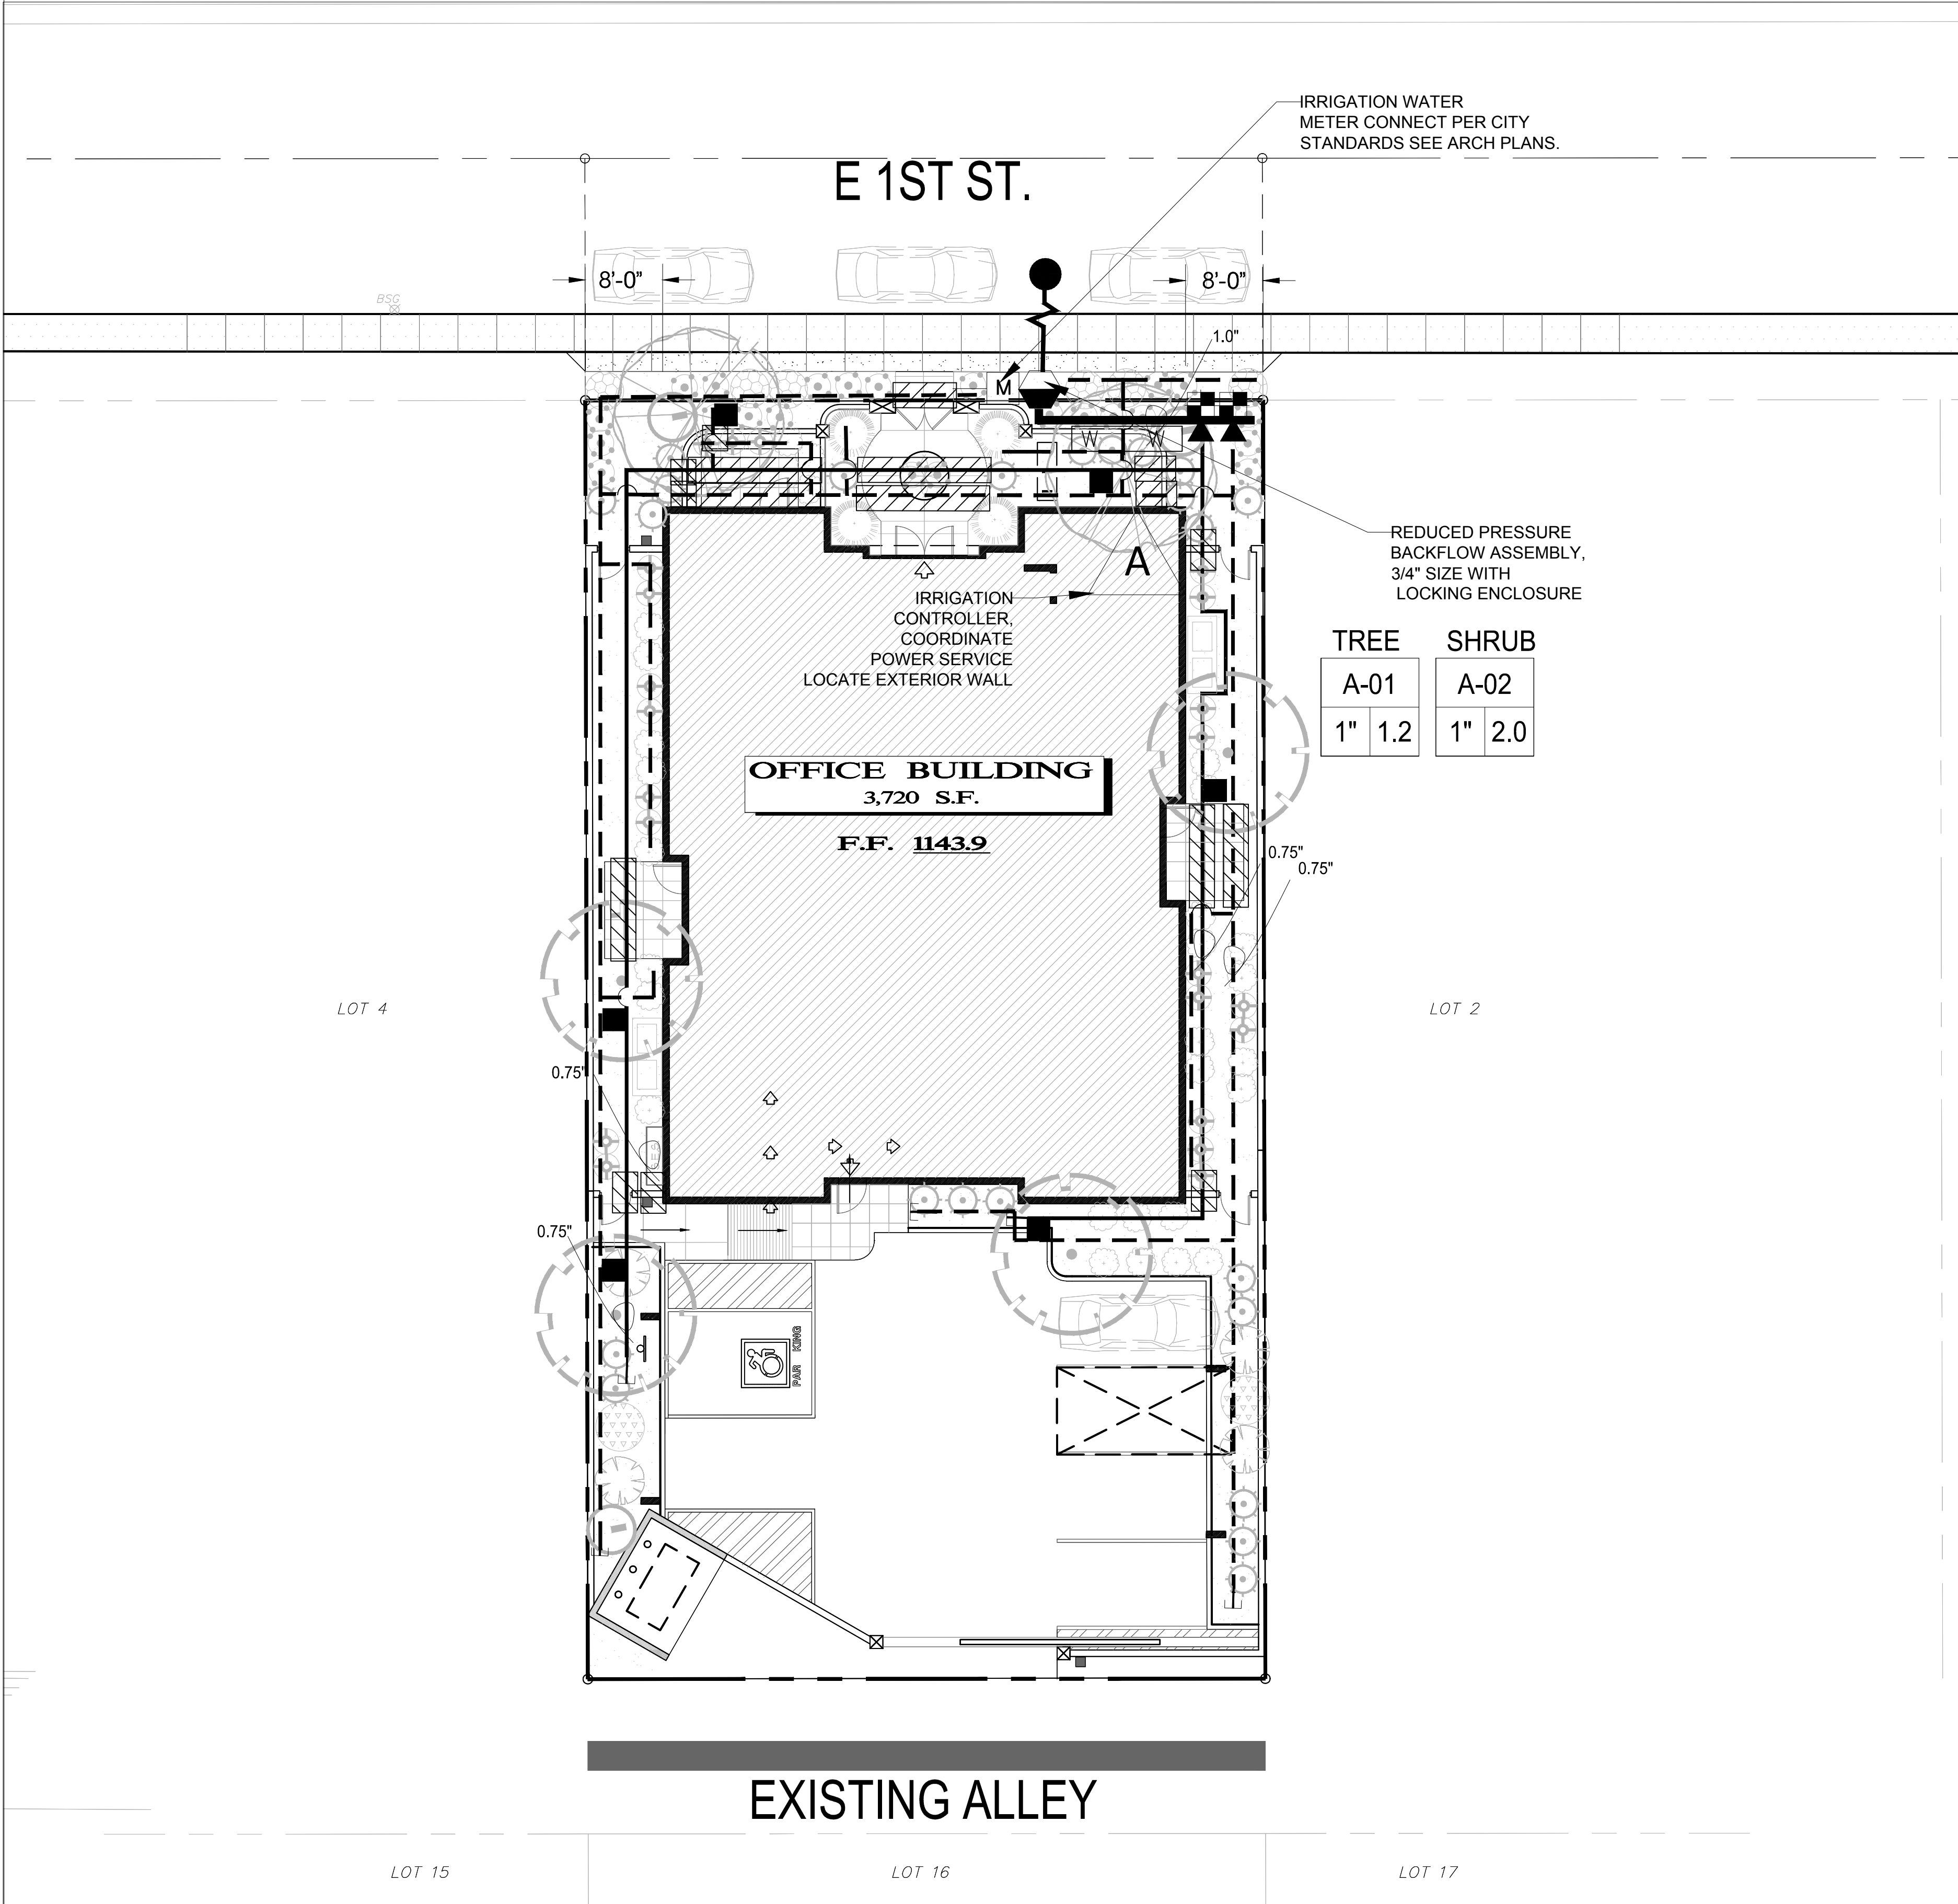 IRRIGATION WATER
METER CONNECT PER CITY
STANDARDS SEE ARCH PLANS.
E 1ST ST.
8'-0"
8'-0"
BSG
1.0"
M
W
W
REDUCED PRESSURE
BACKFLOW ASSEMBLY,
3/4" SIZE WITH
LOCKING ENCLOSURE
A
IRRIGATION
CONTROLLER,
COORDINATE
POWER SERVICE
LOCATE EXTERIOR WALL
TREE SHRUB
A-01 A-02
1" 1.2 1" 2.0
OFFICE BUILDING
3,720 S.F.
F.F. 1143.9
0.75"
0.75"
LOT 4
LOT 2
0.75"
S.E.S.
0.75"
PAR KING
EXISTING ALLEY
LOT 15
LOT 16
LOT 17